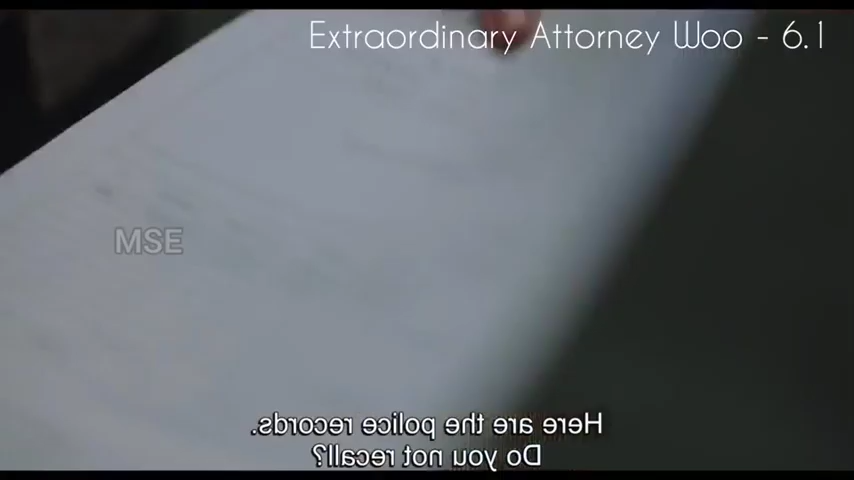 Extraordinary Attorney Woo - 6.1
MSE
Here are the police records.
Do you not recall?